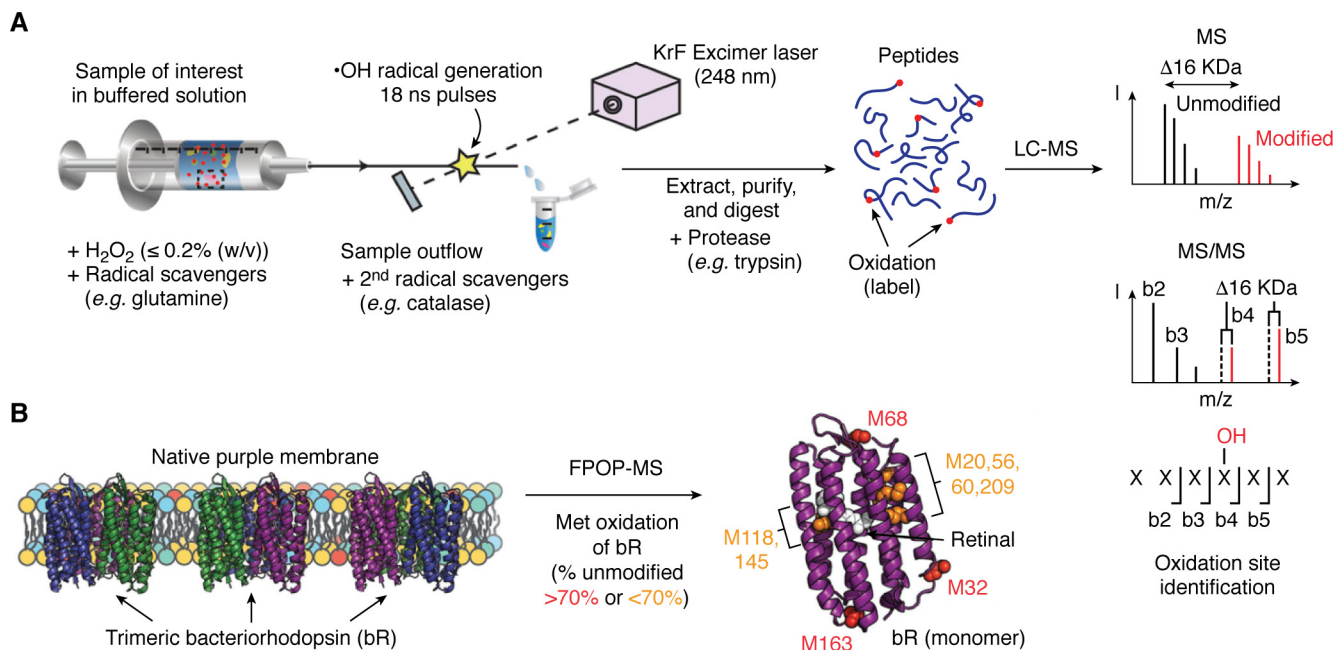 A
Sample of interest
in buffered solution
+ H₂O₂ (≤ 0.2% (w/v))
+ Radical scavengers
(e.g. glutamine)
•OH radical generation
18 ns pulses
KrF Excimer laser
(248 nm)
Sample outflow
+ 2nd radical scavengers
(e.g. catalase)
Extract, purify,
and digest
+ Protease
(e.g. trypsin)
Peptides
Oxidation
(label)
LC-MS
MS
Δ16 KDa
I
Unmodified
Modified
m/z
MS/MS
I
b2
Δ16 KDa
b4
b3
b5
m/z
OH
X X X X X X
b2 b3 b4 b5
Oxidation site
identification
B
Native purple membrane
Trimeric bacteriorhodopsin (bR)
FPOP-MS
Met oxidation
of bR
(% unmodified
>70% or <70%)
M68
M20,56,
60,209
M118,
145
Retinal
M32
M163
bR (monomer)